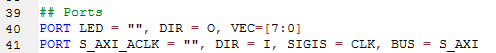 39 ## Ports
40 PORT LED = "", DIR = O, VEC=[7:0]
41 PORT S_AXI_ACLK = "", DIR = I, SIGIS = CLK, BUS = S_AXI